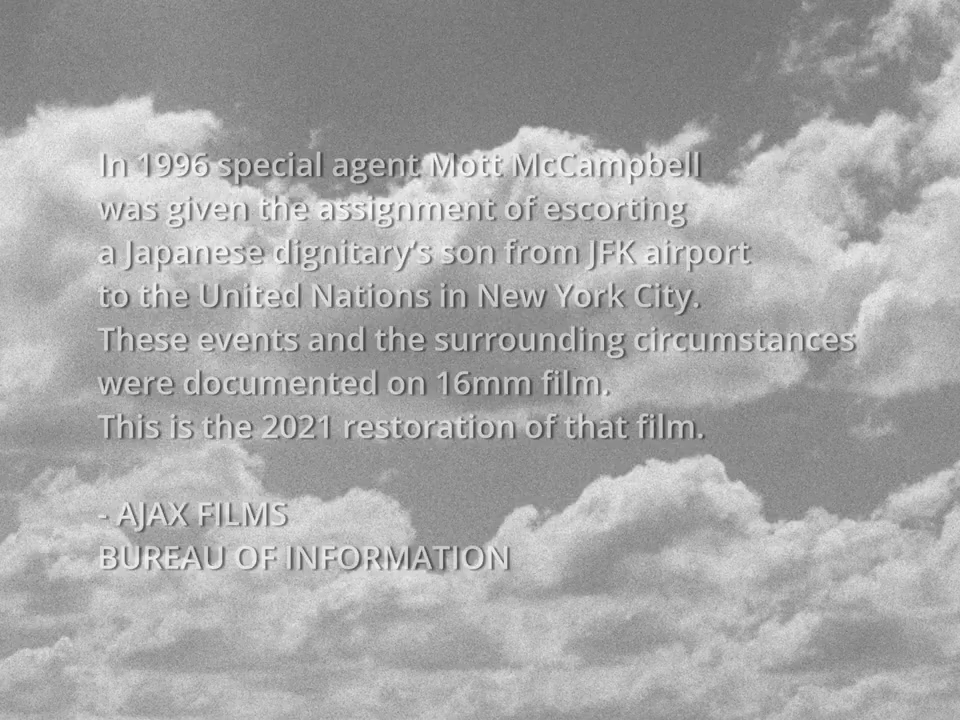 In 1996 special agent Mott McCampbell
was given the assignment of escorting
a Japanese dignitary's son from JFK airport
to the United Nations in New York City.
These events and the surrounding circumstances
were documented on 16mm film.
This is the 2021 restoration of that film.
- AJAX FILMS
BUREAU OF INFORMATION